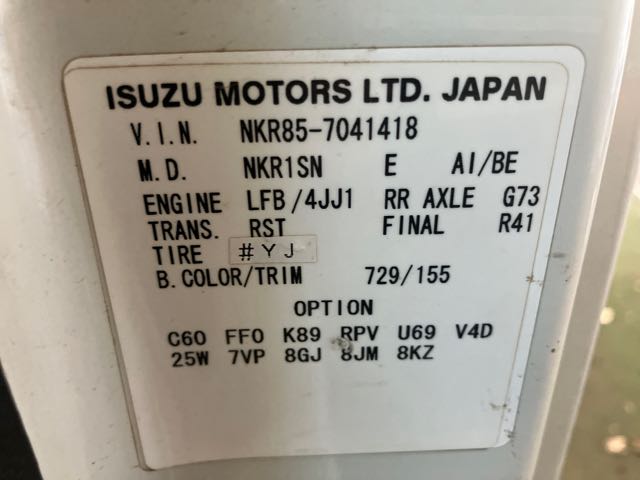 ISUZU MOTORS LTD. JAPAN
V.I.N. NKR85-7041418
M.D. NKR1SN E AI/BE
ENGINE LFB/4JJ1 RR AXLE G73
TRANS. RST FINAL R41
TIRE #YJ
B.COLOR/TRIM 729/155
OPTION
C60 FF0 K89 RPV U69 V4D
25W 7VP 8GJ 8JM 8KZ